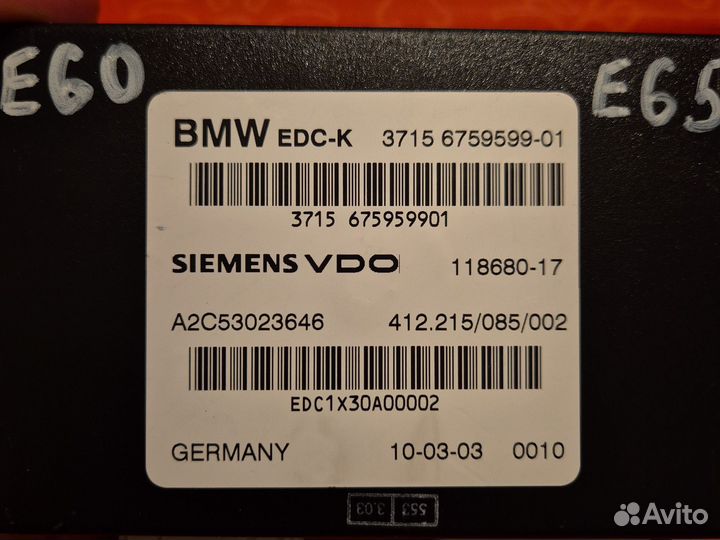 E60
E65
BMW EDC-K 3715 6759599-01
3715 675959901
SIEMENS VDO 118680-17
A2C53023646 412.215/085/002
EDC1X30A00002
GERMANY 10-03-03 0010
553 3.03
Avito